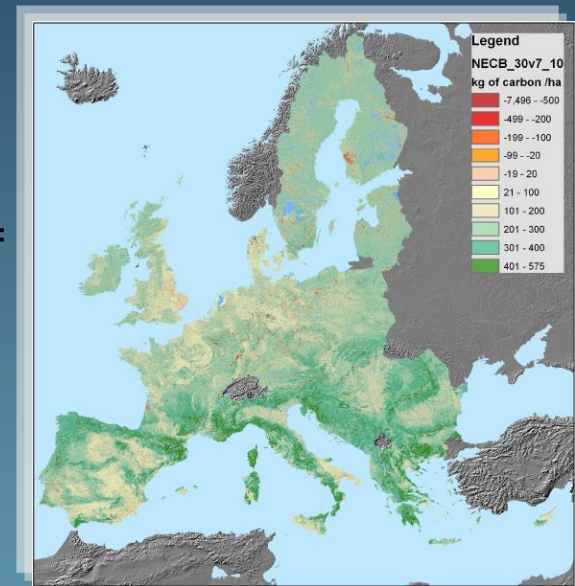 =
Legend
NECB_30v7_10
kg of carbon /ha
-7,496 - -500
-499 - -200
-199 - -100
-99 - -20
-19 - 20
21 - 100
101 - 200
201 - 300
301 - 400
401 - 575